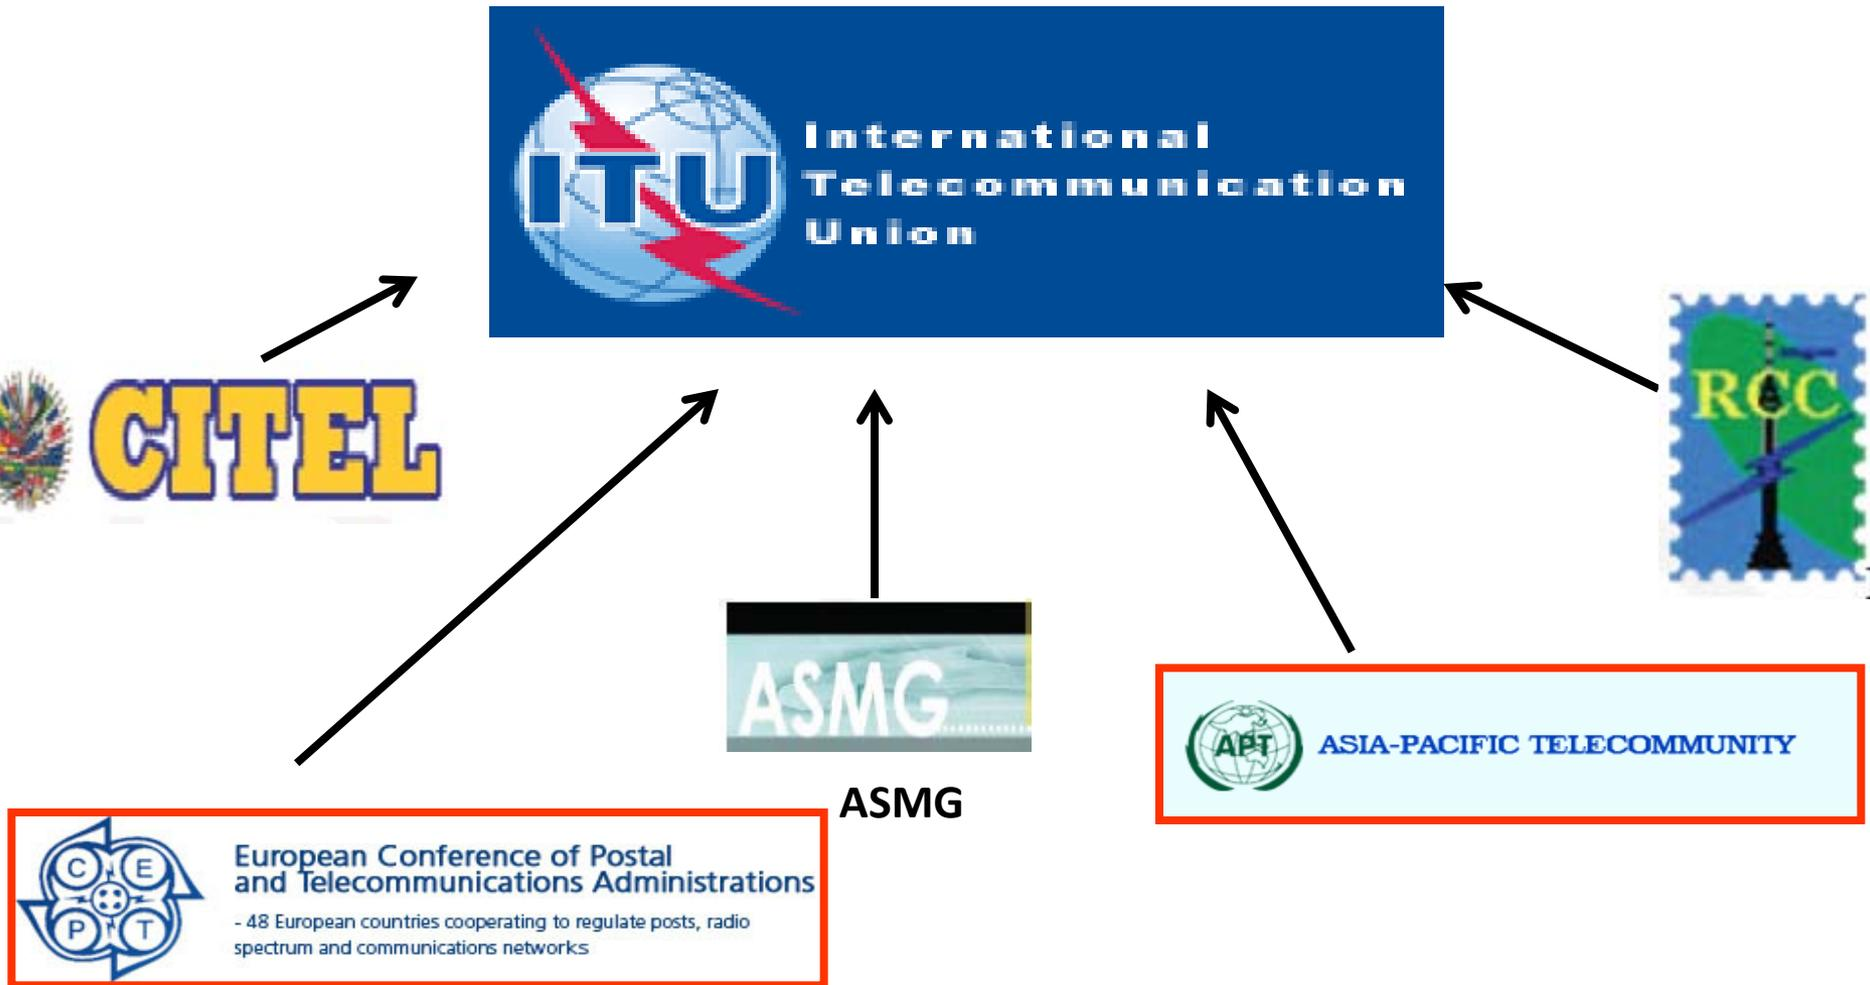 ITU
International
Telecommunication
Union
CITEL
RCC
ASMG
ASMG
APT ASIA-PACIFIC TELECOMMUNITY
C E
P T
European Conference of Postal
and Telecommunications Administrations
- 48 European countries cooperating to regulate posts, radio
spectrum and communications networks